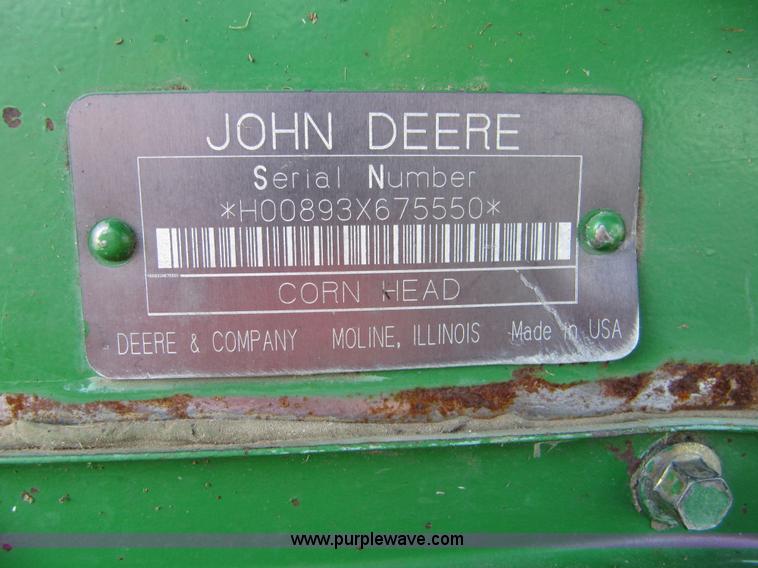 JOHN DEERE
Serial Number
*H00893X675550*
CORN HEAD
DEERE & COMPANY MOLINE, ILLINOIS Made in USA
www.purplewave.com